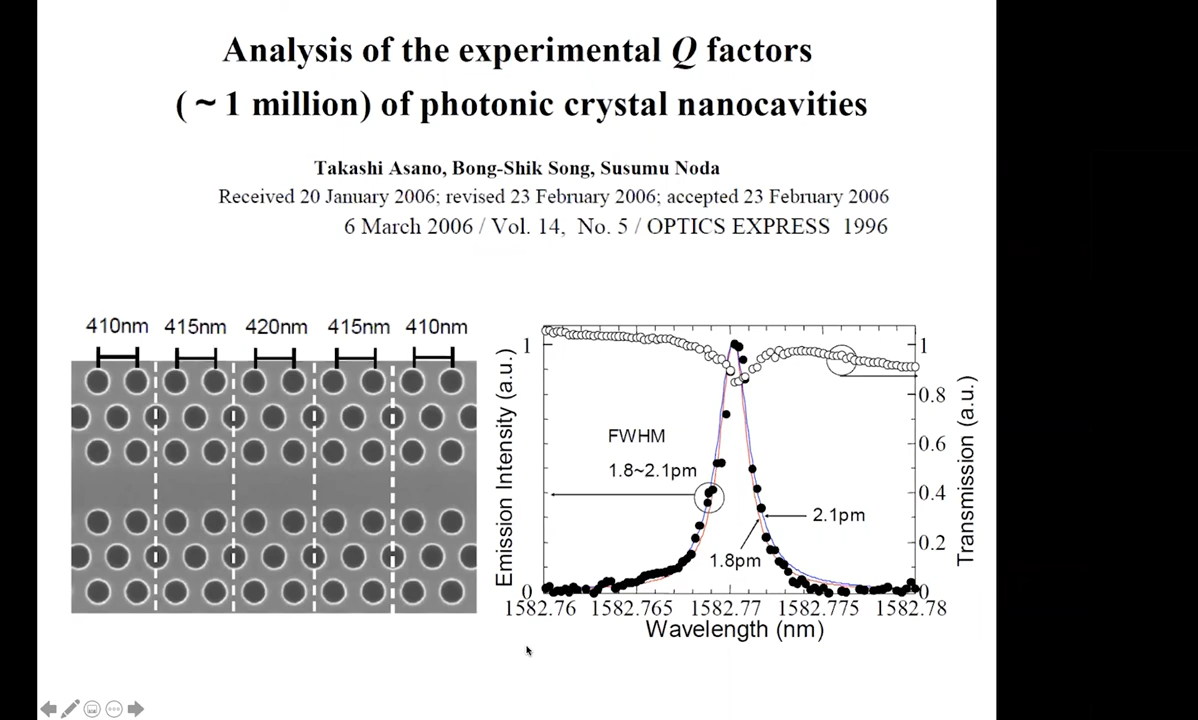 Analysis of the experimental Q factors
( ~ 1 million) of photonic crystal nanocavities
Takashi Asano, Bong-Shik Song, Susumu Noda
Received 20 January 2006; revised 23 February 2006; accepted 23 February 2006
6 March 2006 / Vol. 14, No. 5 / OPTICS EXPRESS 1996
410nm 415nm 420nm 415nm 410nm
Emission Intensity (a.u.)
1
0
FWHM
1.8~2.1pm
2.1pm
1.8pm
1
0.8
0.6
0.4
0.2
0
Transmission (a.u.)
1582.76 1582.765 1582.77 1582.775 1582.78
Wavelength (nm)